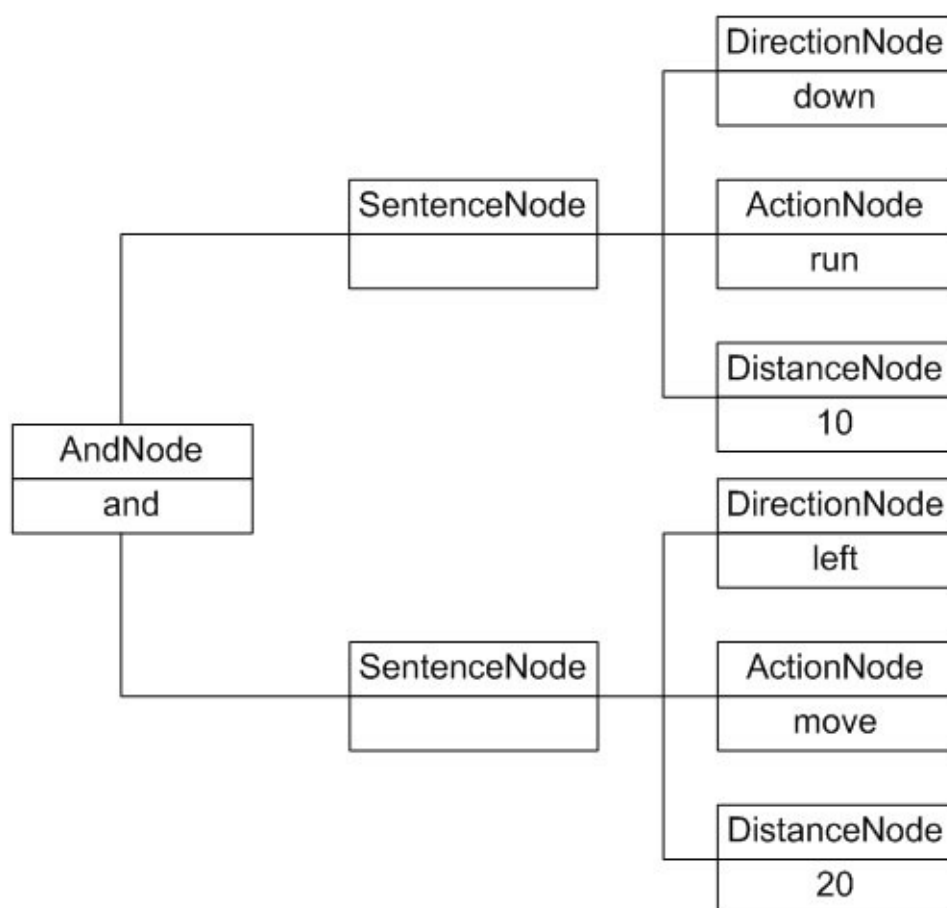 DirectionNode
down
SentenceNode
ActionNode
run
DistanceNode
10
AndNode
and
DirectionNode
left
SentenceNode
ActionNode
move
DistanceNode
20